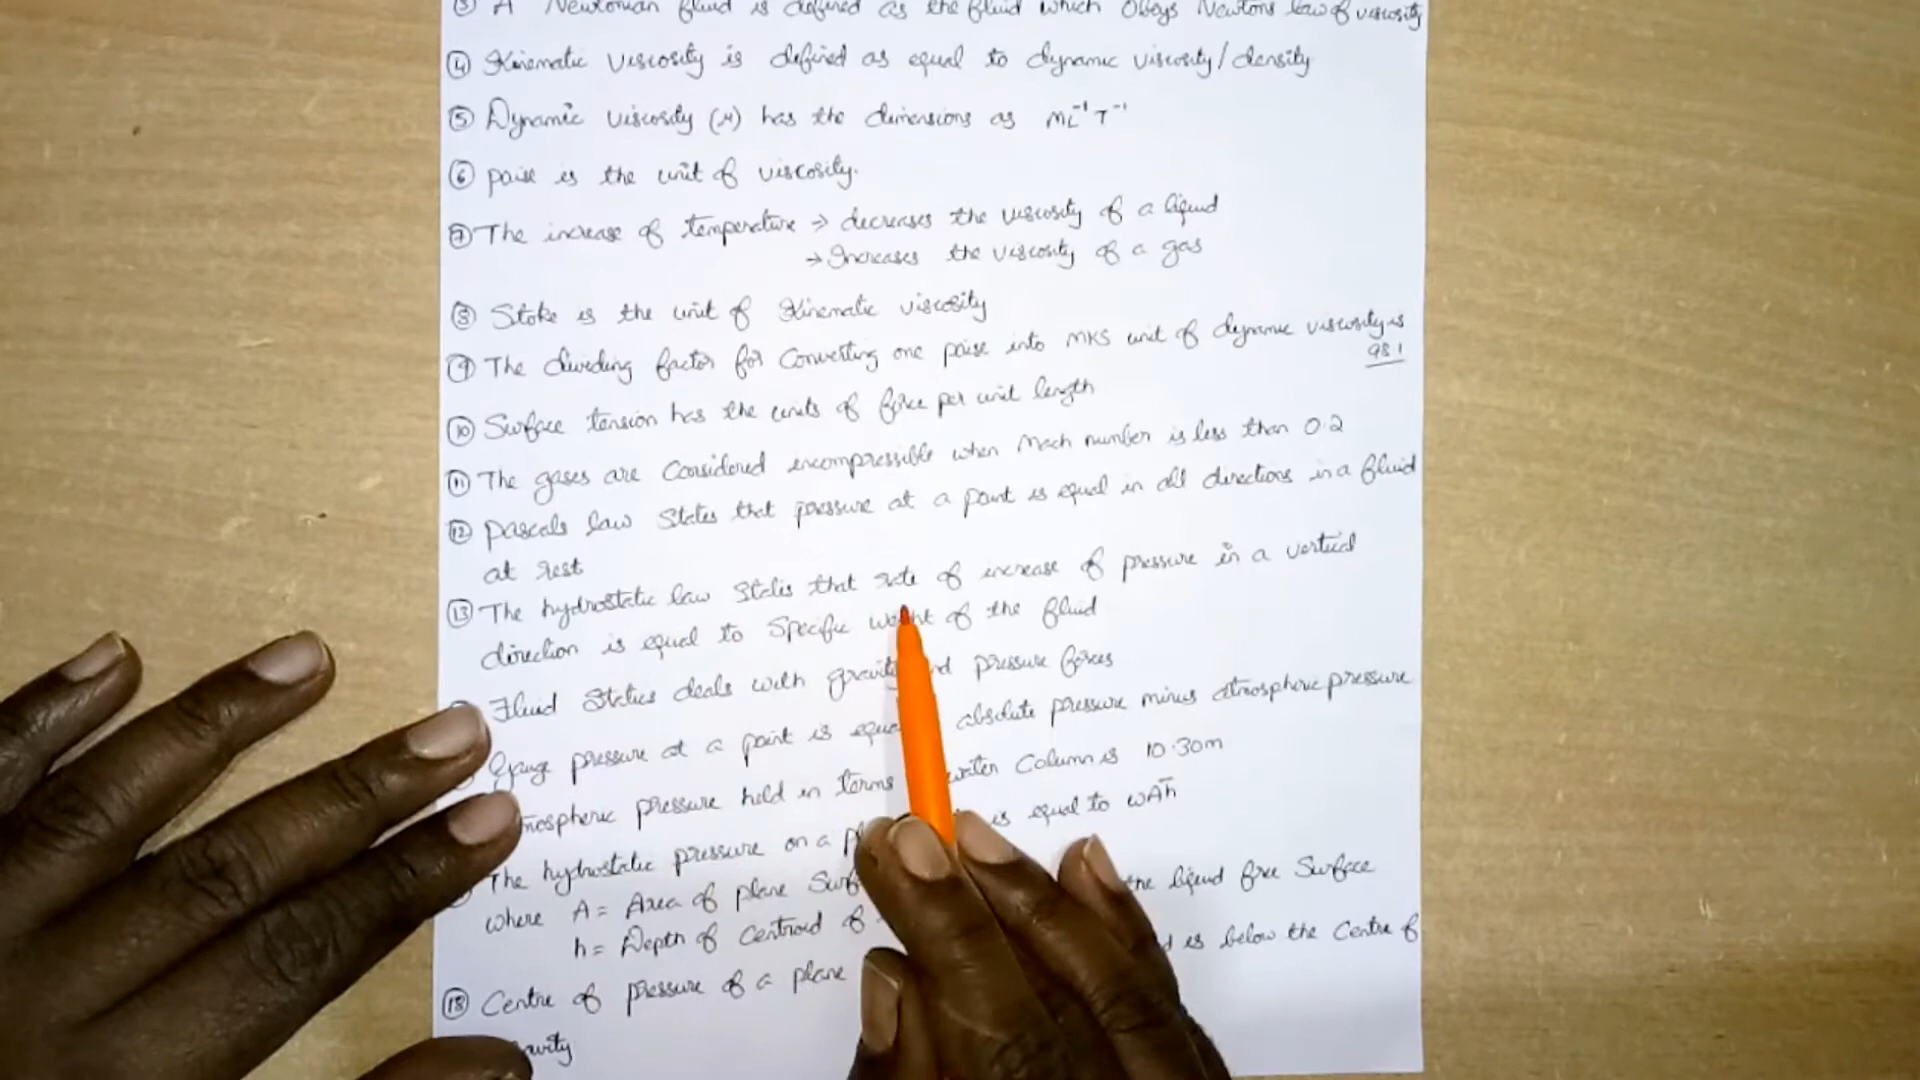 ③ A Newtonian fluid is defined as the fluid which Obeys Newtons law of viscosity
④ Kinematic viscosity is defined as equal to dynamic viscosity/density
⑤ Dynamic viscosity (μ) has the dimensions as ML⁻¹T⁻¹
⑥ poise is the unit of viscosity.
⑦ The increase of temperature → decreases the viscosity of a liquid
→ Increases the viscosity of a gas
⑧ Stoke is the unit of Kinematic viscosity
⑨ The dividing factor for Converting one poise into MKS unit of dynamic viscosity is
98.1
⑩ Surface tension has the units of force per unit length
⑪ The gases are Considered incompressible when Mach number is less than 0.2
⑫ pascals law States that pressure at a point is equal in all directions in a fluid
at rest
⑬ The hydrostatic law States that rate of increase of pressure in a vertical
direction is equal to Specific weight of the fluid
Fluid Statics deals with gravity and pressure forces
Gauge pressure at a point is equal absolute pressure minus atmospheric pressure
mospheric pressure held in terms water Column is 10.30m
The hydrostatic pressure on a pl is equal to wAh̄
where A = Area of plane Surf the liquid free Surface
h = Depth of Centroid of d is below the Centre of
⑱ Centre of pressure of a plane
avity